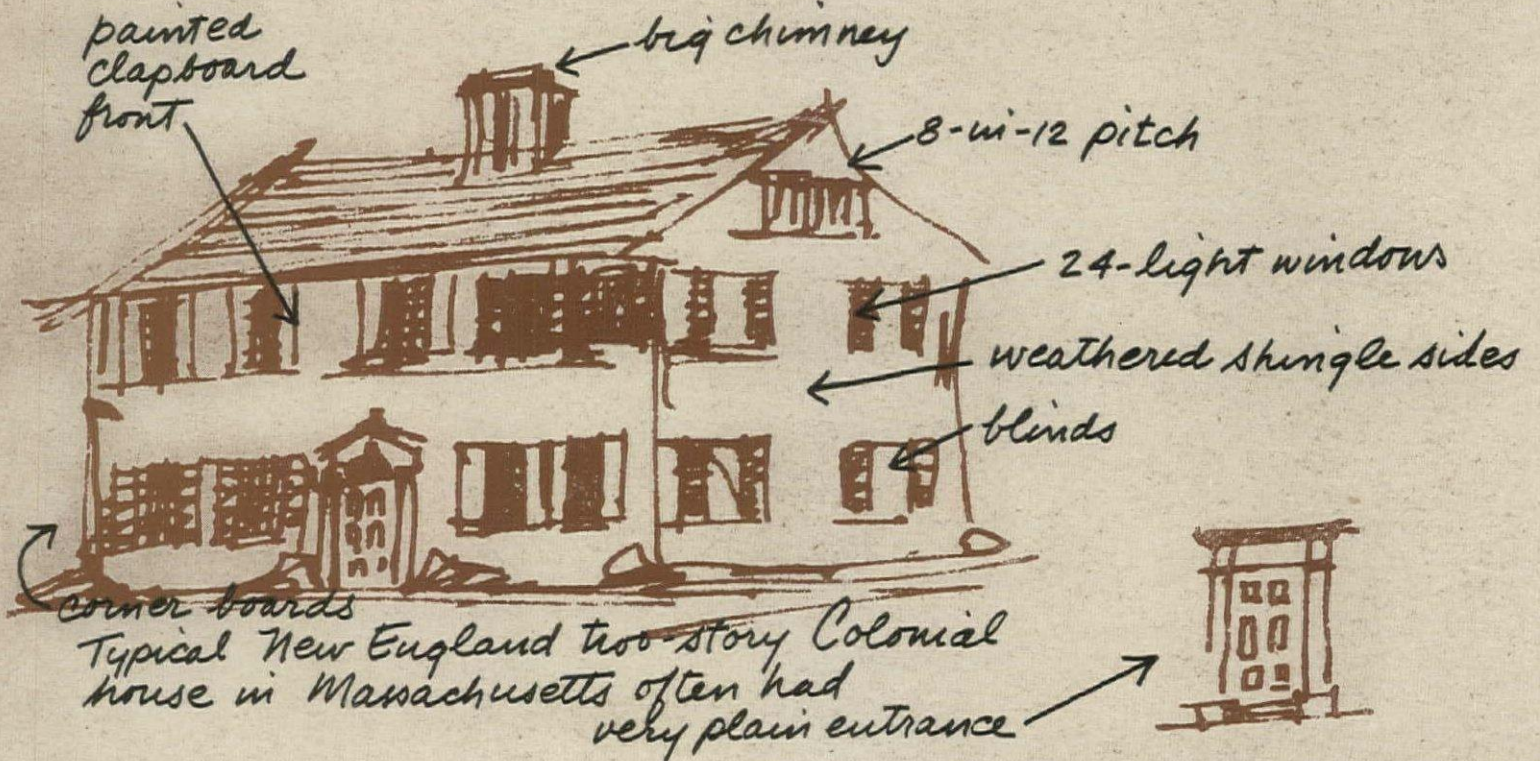 painted
clapboard
front
big chimney
8-in-12 pitch
24-light windows
weathered shingle sides
blinds
corner boards
Typical New England two-story Colonial
house in Massachusetts often had
very plain entrance